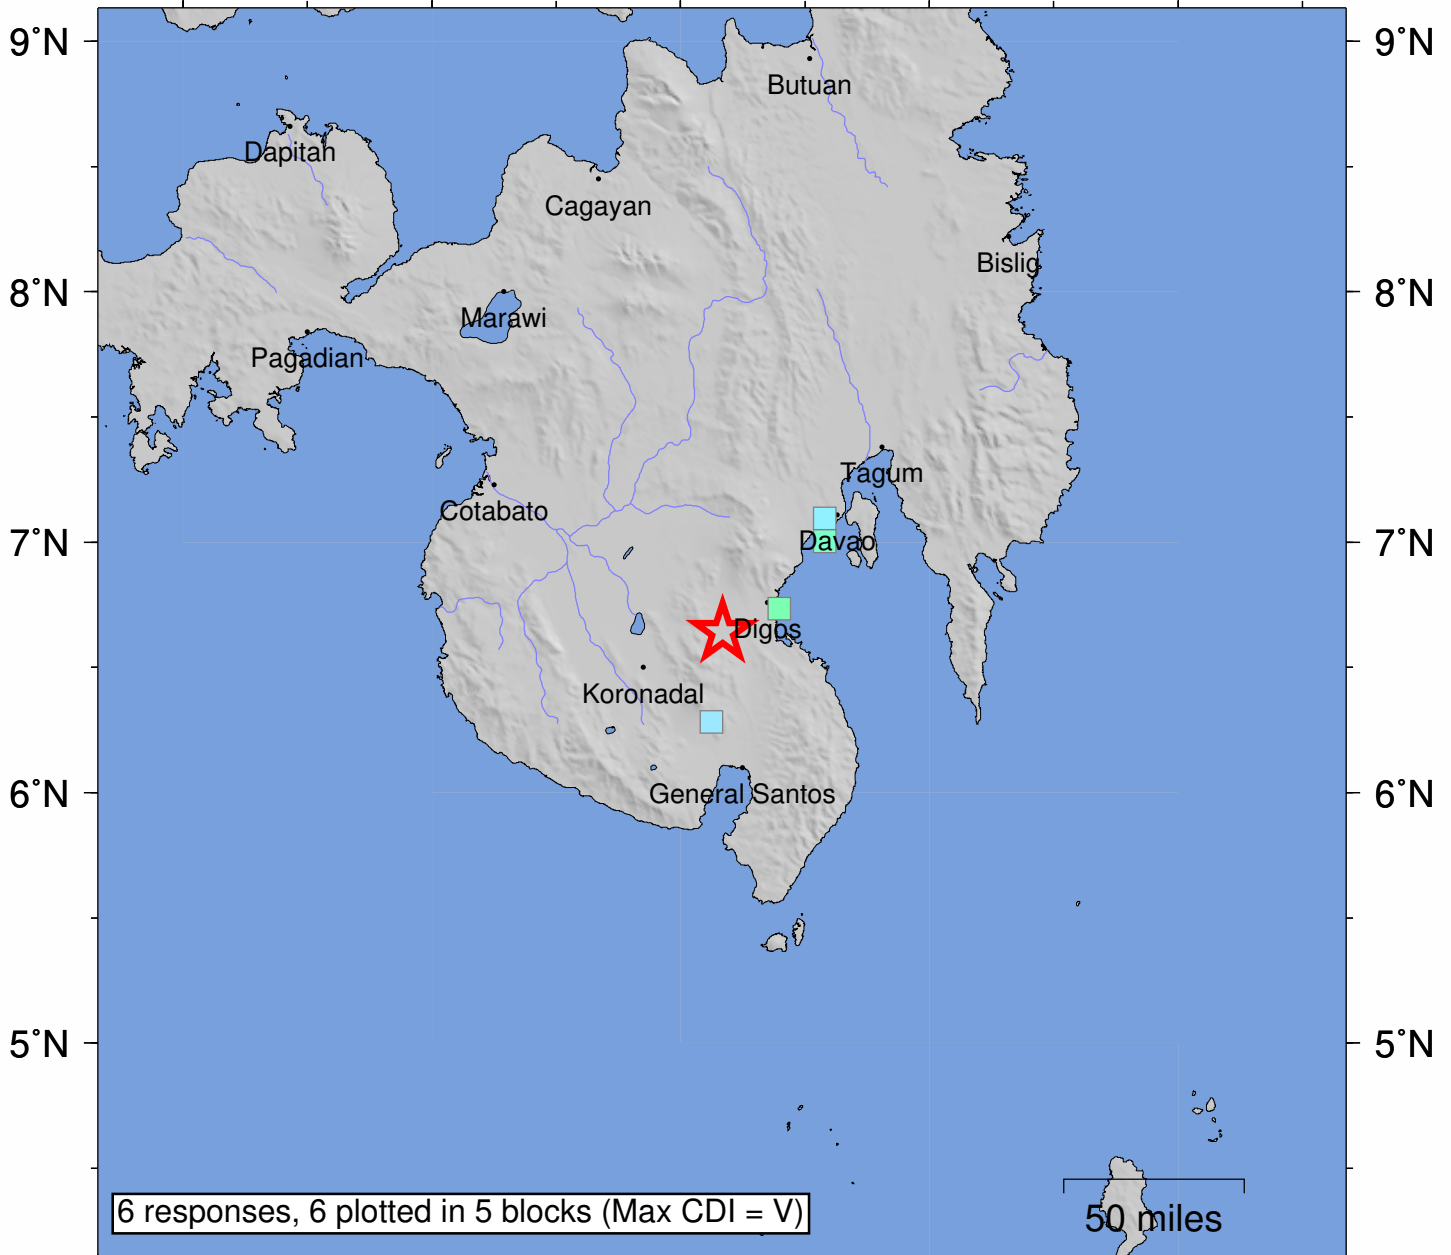 9°N
9°N
Butuan
Dapitan
Cagayan
Bislig
8°N
8°N
Marawi
Pagadian
Tagum
Cotabato
7°N
Davao
7°N
Digos
Koronadal
6°N
General Santos
6°N
5°N
5°N
6 responses, 6 plotted in 5 blocks (Max CDI = V)
50 miles